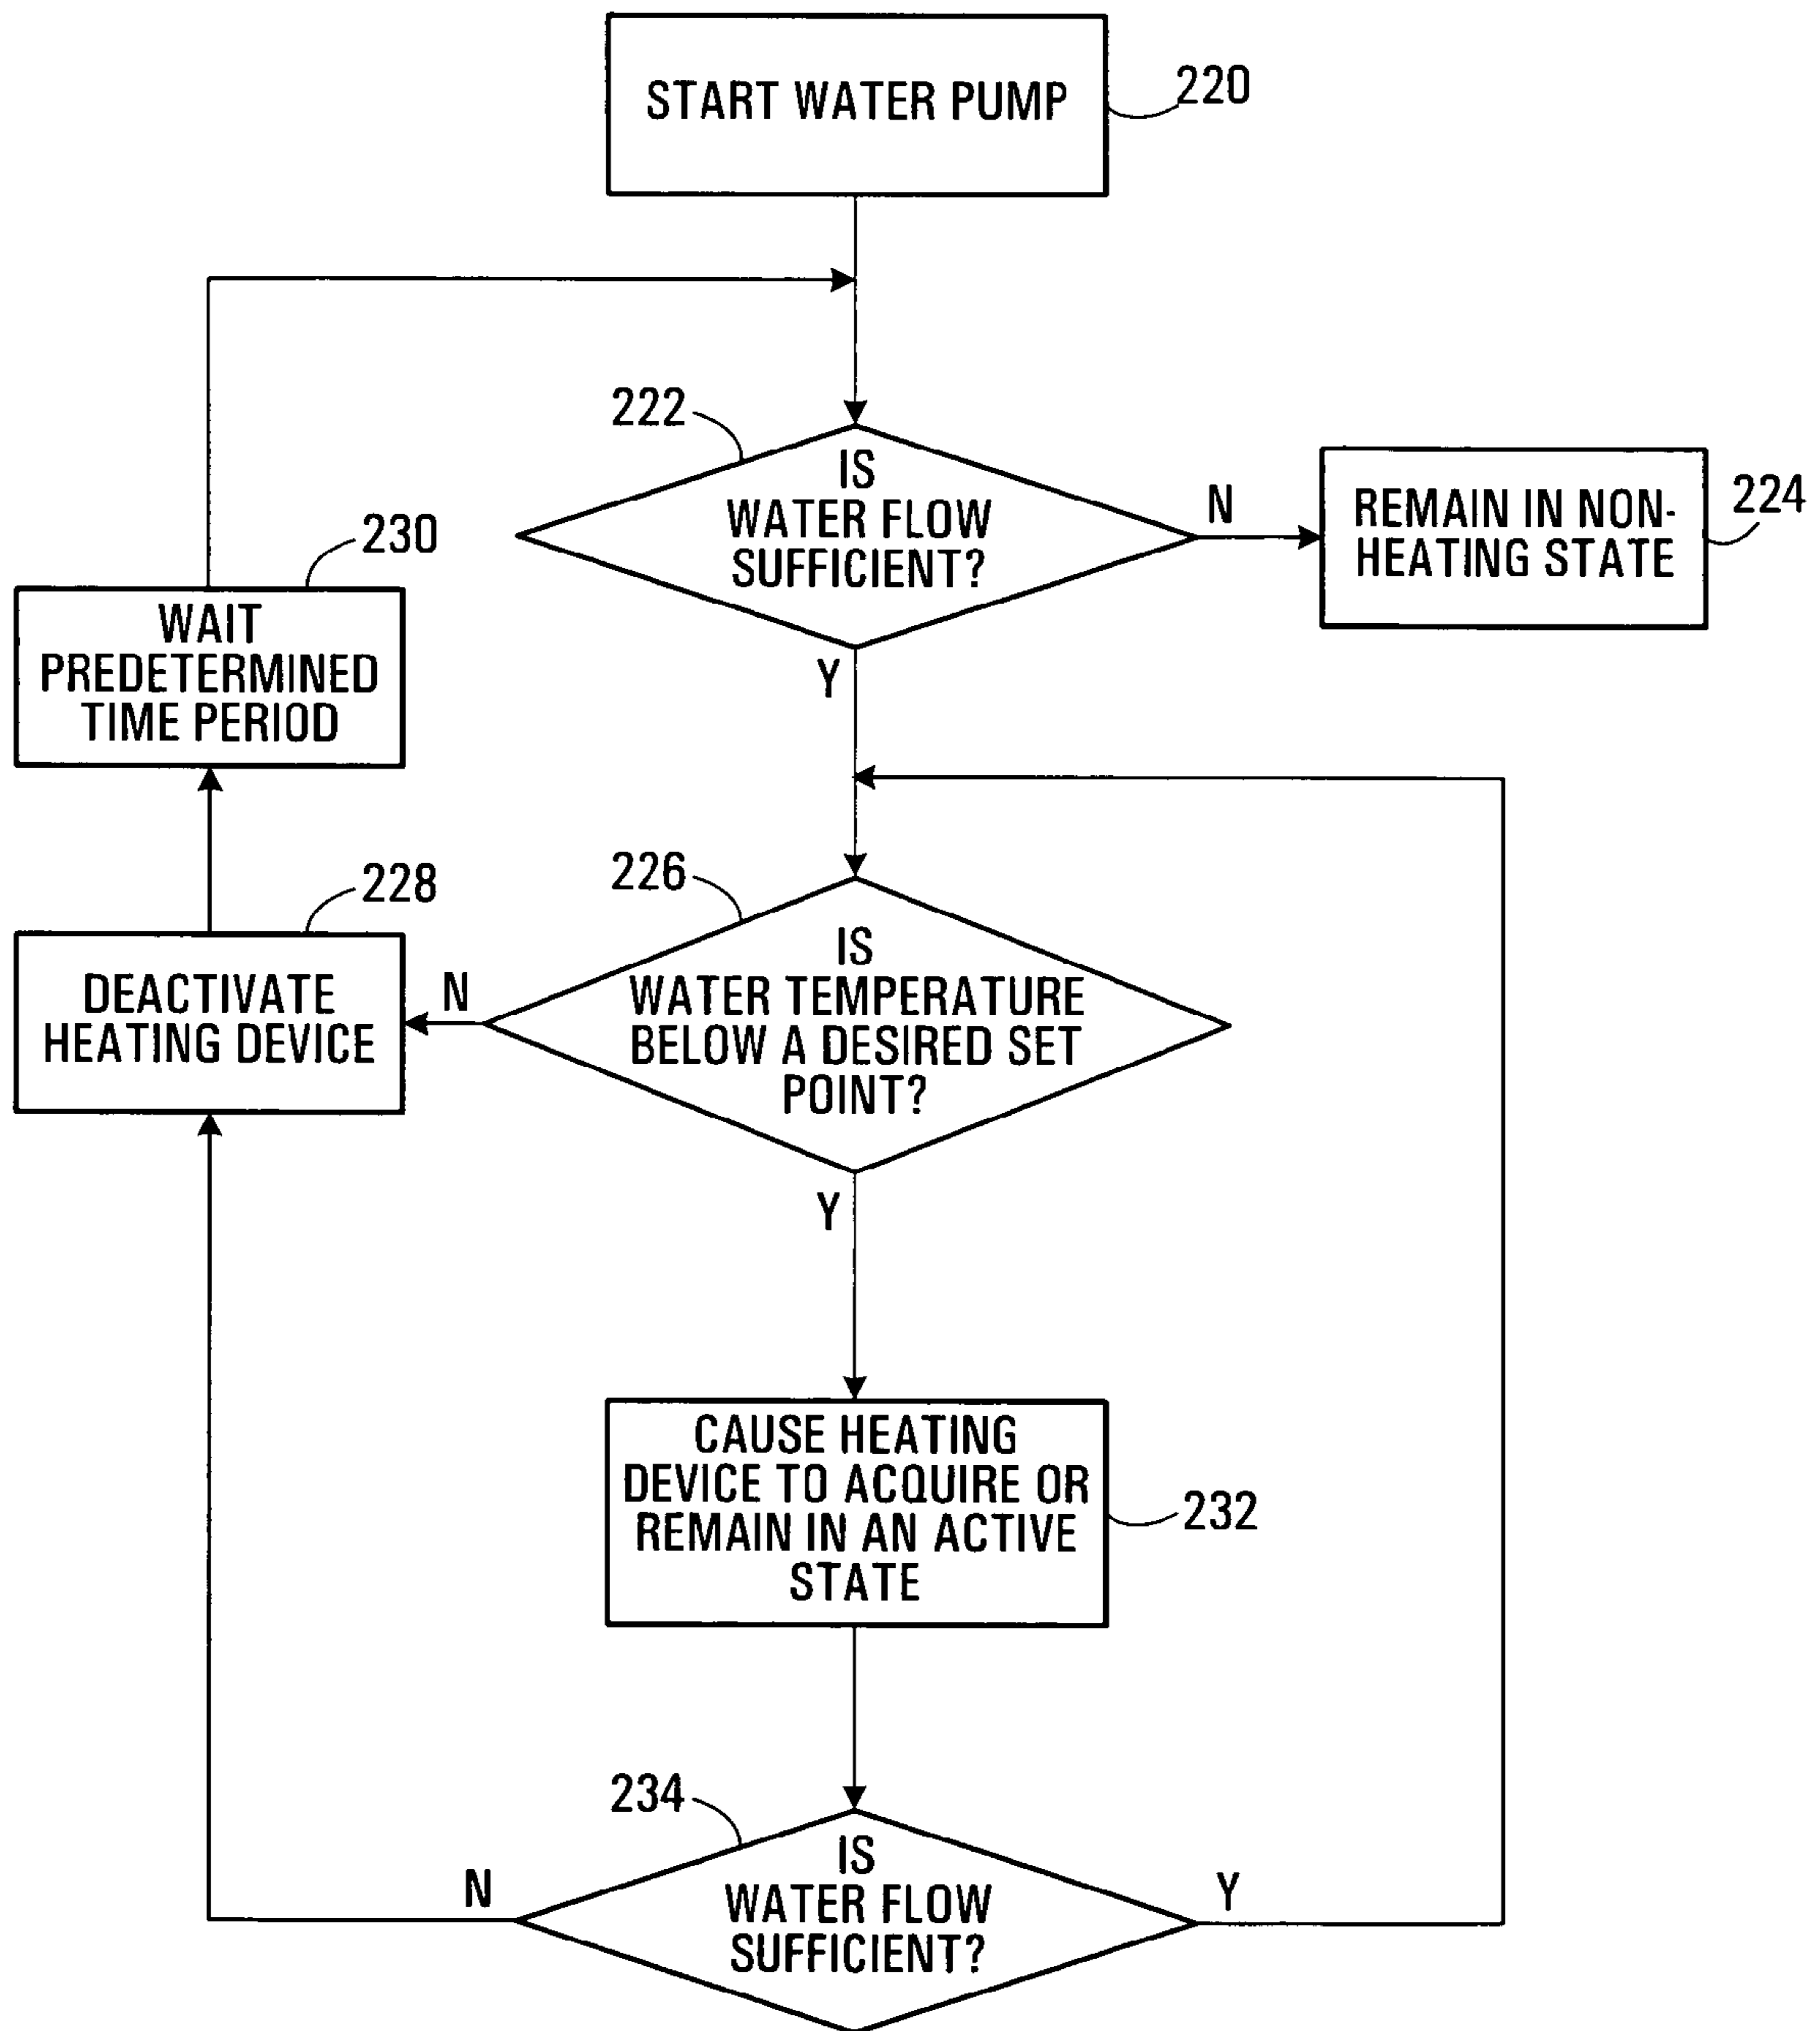 START WATER PUMP
220
222
IS
WATER FLOW
SUFFICIENT?
N
REMAIN IN NON-
HEATING STATE
224
Y
230
WAIT
PREDETERMINED
TIME PERIOD
226
IS
WATER TEMPERATURE
BELOW A DESIRED SET
POINT?
N
228
DEACTIVATE
HEATING DEVICE
Y
CAUSE HEATING
DEVICE TO ACQUIRE OR
REMAIN IN AN ACTIVE
STATE
232
234
IS
WATER FLOW
SUFFICIENT?
N
Y